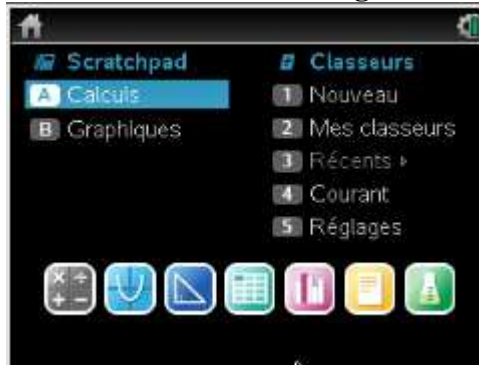 Scratchpad
A Calculs
B Graphiques
Classeurs
1 Nouveau
2 Mes classeurs
3 Récents ▸
4 Courant
5 Réglages